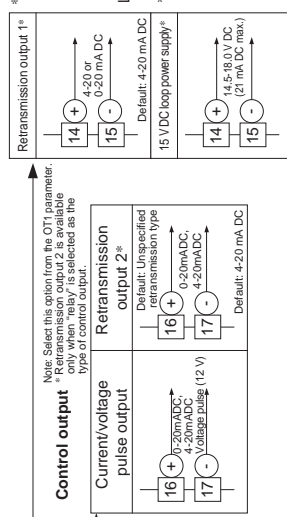 *
Retransmission output 1*
14 +
15 -
4-20 or
0-20 mA DC
Default: 4-20 mA DC
15 V DC loop power supply*
14 +
15 -
14.5-18.0 V DC
(21 mA DC max.)
Control output
Note: Select this option from the OT1 parameter.
* Retransmission output 2 is available
only when "relay" is selected as the
type of control output.
Current/voltage
pulse output
16 +
17 -
0-20mADC,
4-20mADC
Voltage pulse (12 V)
Retransmission
output 2*
Default: Unspecified
retransmission type
16 +
17 -
0-20mADC,
4-20mADC
Default: 4-20 mA DC